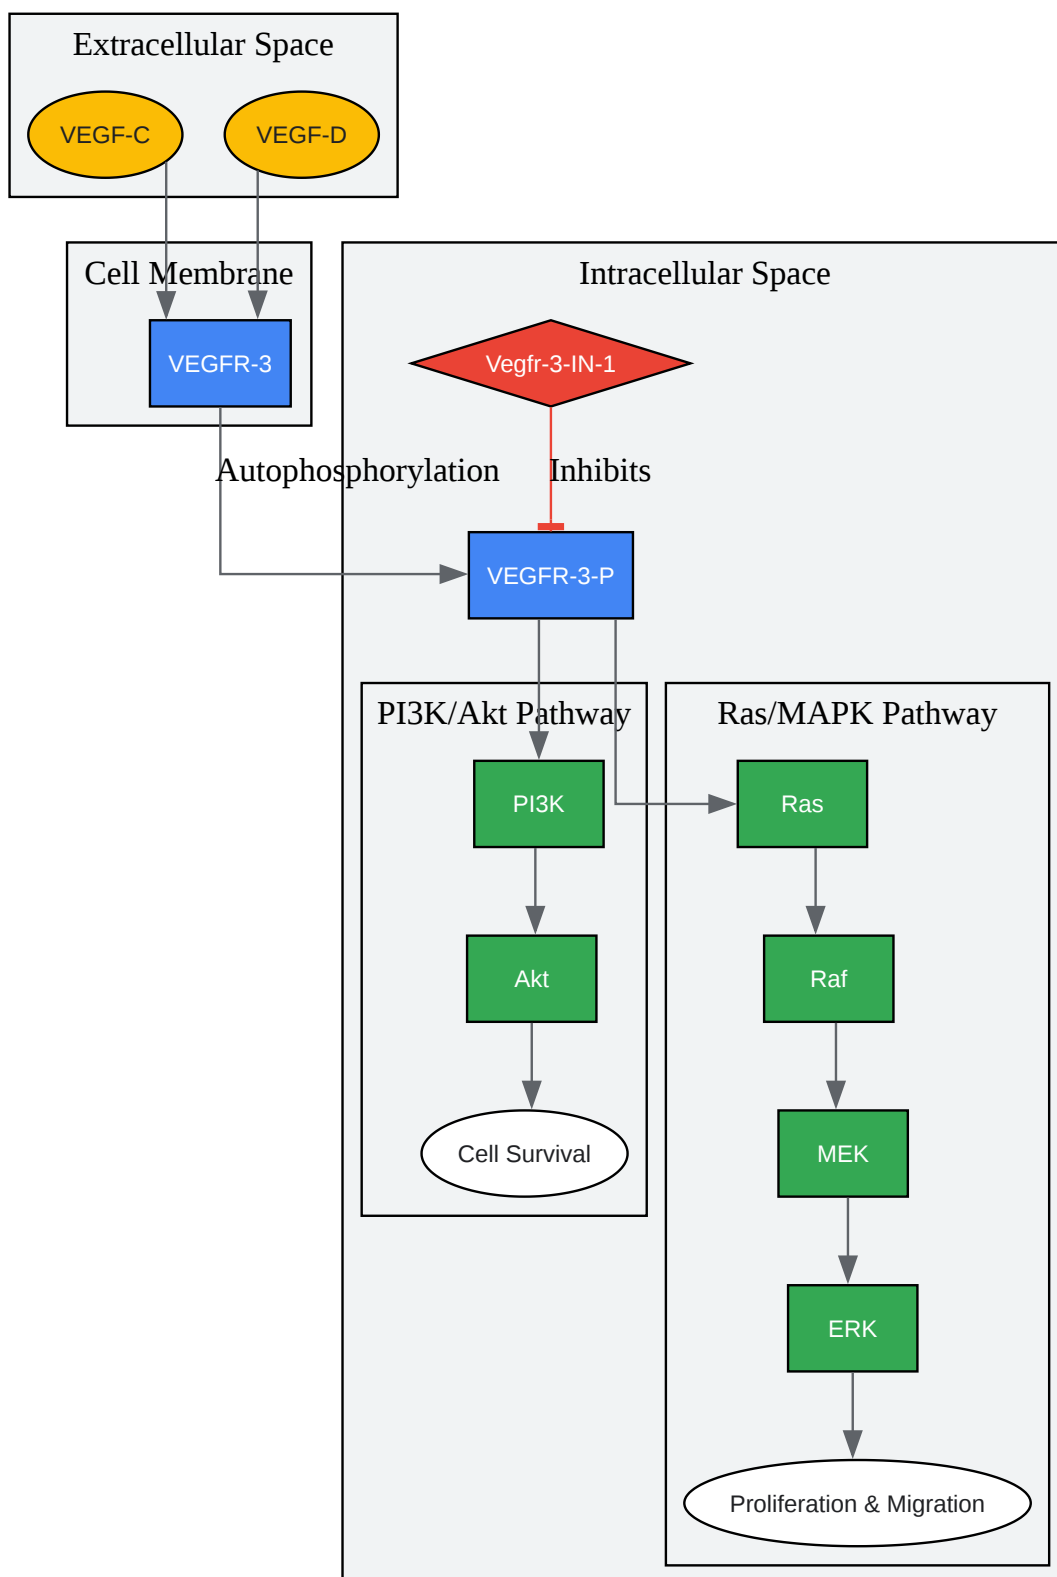 Extracellular Space
VEGF-C
VEGF-D
Cell Membrane
Intracellular Space
VEGFR-3
Vegfr-3-IN-1
Autophosphorylation
Inhibits
VEGFR-3-P
PI3K/Akt Pathway
Ras/MAPK Pathway
PI3K
Ras
Akt
Raf
Cell Survival
MEK
ERK
Proliferation & Migration